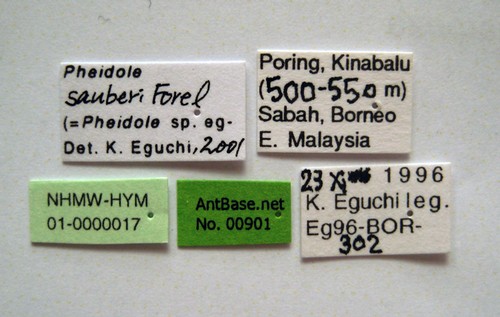 Pheidole
sauberi Forel
(=Pheidole sp. eg-
Det. K. Eguchi, 2001
Poring, Kinabalu
(500-550 m)
Sabah, Borneo
E. Malaysia
NHMW-HYM
01-0000017
AntBase.net
No. 00901
23 1996
K. Eguchi leg.
Eg96-BOR-
302